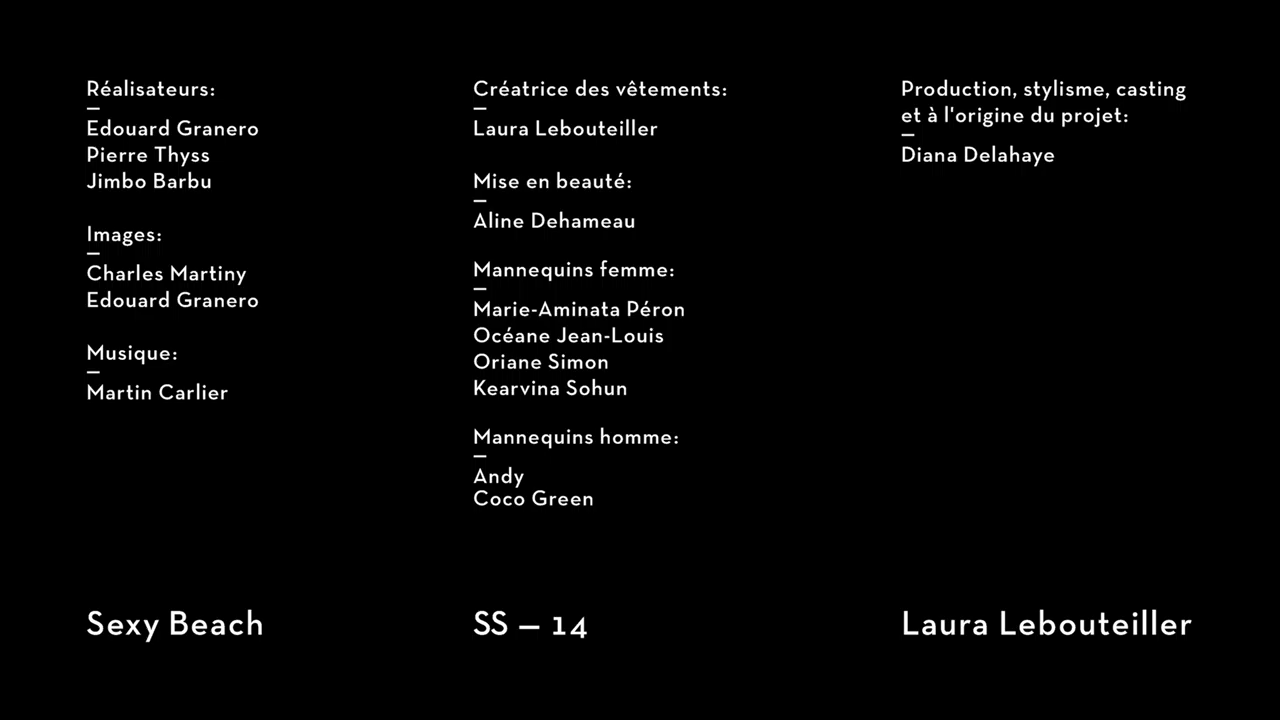 Réalisateurs:
—
Edouard Granero
Pierre Thyss
Jimbo Barbu
Images:
—
Charles Martiny
Edouard Granero
Musique:
—
Martin Carlier
Créatrice des vêtements:
—
Laura Lebouteiller
Mise en beauté:
—
Aline Dehameau
Mannequins femme:
—
Marie-Aminata Péron
Océane Jean-Louis
Oriane Simon
Kearvina Sohun
Mannequins homme:
—
Andy
Coco Green
Production, stylisme, casting
et à l'origine du projet:
—
Diana Delahaye
Sexy Beach
SS — 14
Laura Lebouteiller